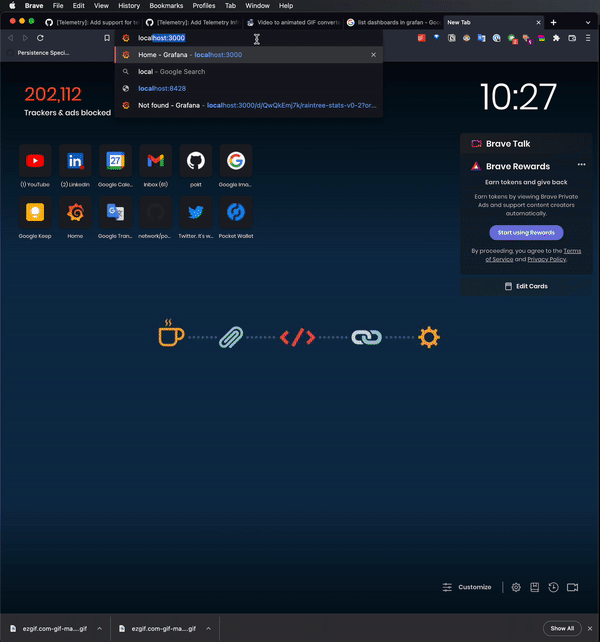 Brave File Edit View History Bookmarks Profiles Tab Window Help
[Telemetry]: Add support for te
[Telemetry]: Add Telemetry Infr
Video to animated GIF converte
list dashboards in grafan - Goo
New Tab
localhost:3000
Persistence Speci...
Home - Grafana - localhost:3000
local - Google Search
localhost:8428
Not found - Grafana - localhost:3000/d/QwQkEmj7k/raintree-stats-v0-2?or...
202,112
Trackers & ads blocked
10:27
(1) YouTube
(2) LinkedIn
Google Cale...
Inbox (61)
pokt
Google Ima...
Google Keep
Home
Google Tran...
network/po...
Twitter. It's w...
Pocket Wallet
Brave Talk
Brave Rewards
Earn tokens and give back
Earn tokens by viewing Brave Private
Ads and support content creators
automatically.
Start using Rewards
By proceeding, you agree to the Terms
of Service and Privacy Policy.
Edit Cards
Customize
ezgif.com-gif-ma....gif
ezgif.com-gif-ma....gif
Show All